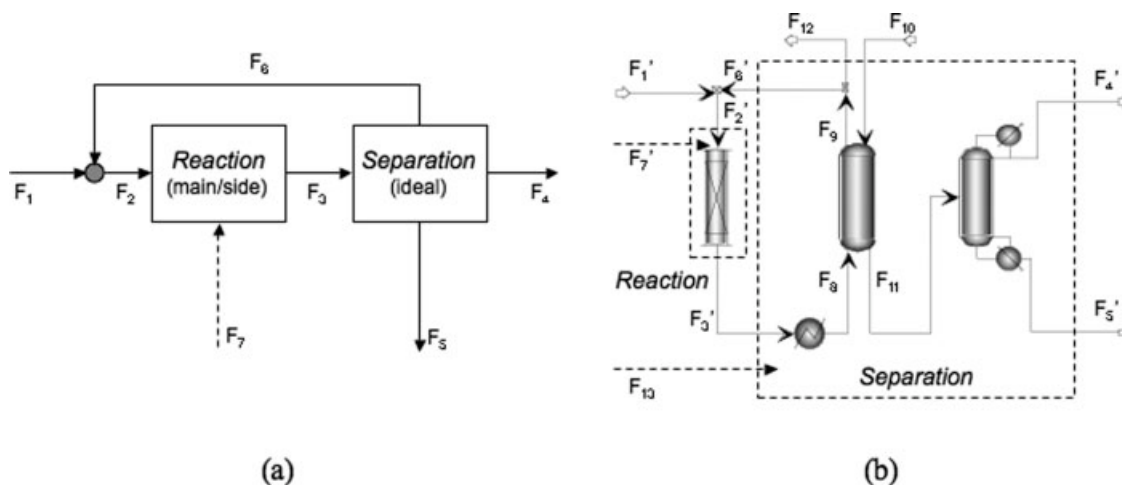 F₆
Reaction
(main/side)
Separation
(ideal)
F₁
F₂
F₃
F₄
F₇
F₅
(a)
F₁₂
F₁₀
F₁'
F₆'
F₄'
F₂'
F₇'
F₉
Reaction
F₈
F₁₁
F₃'
F₅'
F₁₃
Separation
(b)